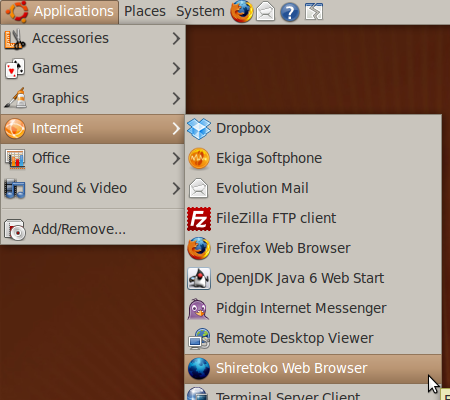 Applications Places System
Accessories
Games
Graphics
Internet
Office
Sound & Video
Add/Remove...
Dropbox
Ekiga Softphone
Evolution Mail
FileZilla FTP client
Firefox Web Browser
OpenJDK Java 6 Web Start
Pidgin Internet Messenger
Remote Desktop Viewer
Shiretoko Web Browser
Terminal Server Client